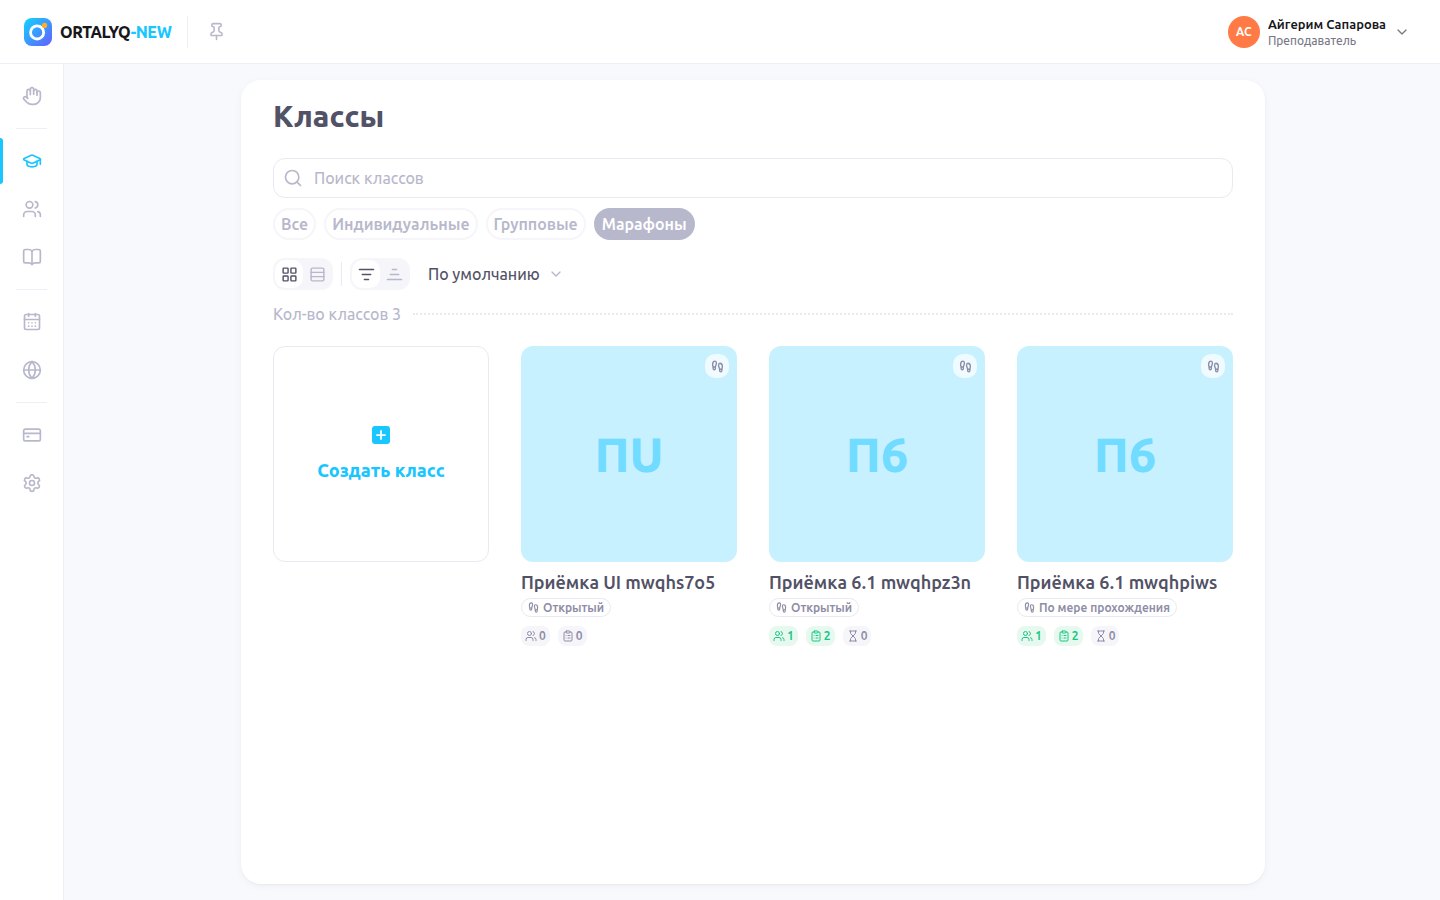 ORTALYQ-NEW
АС
Айгерим Сапарова
Преподаватель
Классы
Поиск классов
Все Индивидуальные Групповые Марафоны
По умолчанию
Кол-во классов 3
Создать класс
ПU
П6
П6
Приёмка UI mwqhs7o5
Открытый
0 0
Приёмка 6.1 mwqhpz3n
Открытый
1 2 0
Приёмка 6.1 mwqhpiws
По мере прохождения
1 2 0